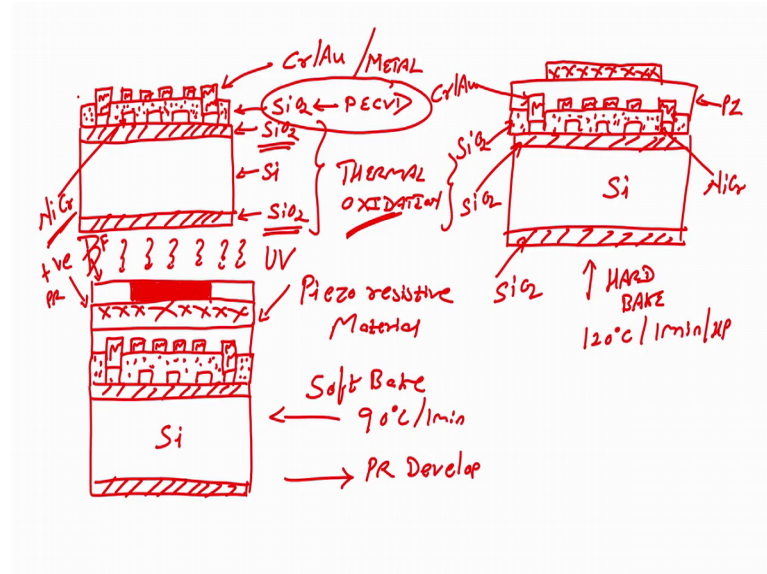 Cr/Au / METAL
SiO2 ← PECVD
SiO2
Si
SiO2
THERMAL
OXIDATION
NiCr
UV
+ve
PR
Piezo resistive
Material
Si
Soft Bake
90°C/1min
PR Develop
Cr/Au
PZ
SiO2
SiO2
Si
NiCr
SiO2
HARD
BAKE
120°C/1min/HP